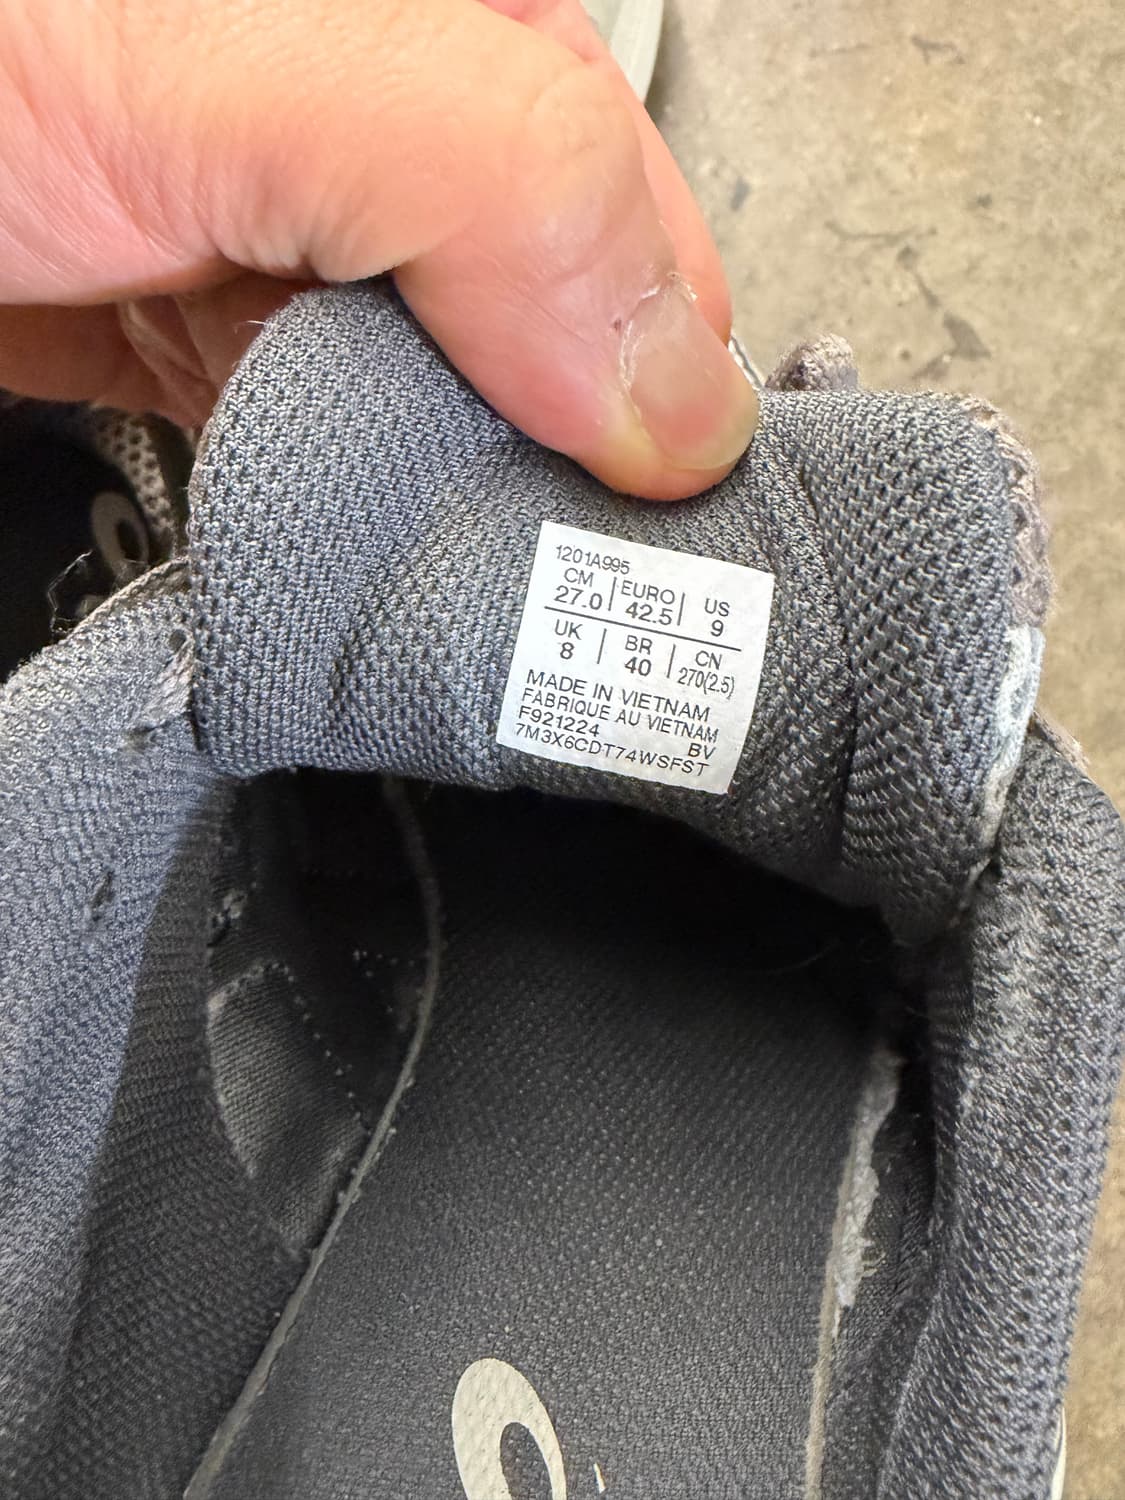 1201A995
CM 27.0 | EURO 42.5 | US 9
UK 8 | BR 40 | CN 270(2.5)
MADE IN VIETNAM
FABRIQUE AU VIETNAM
F921224 BV
7M3X6CDT74WSFST